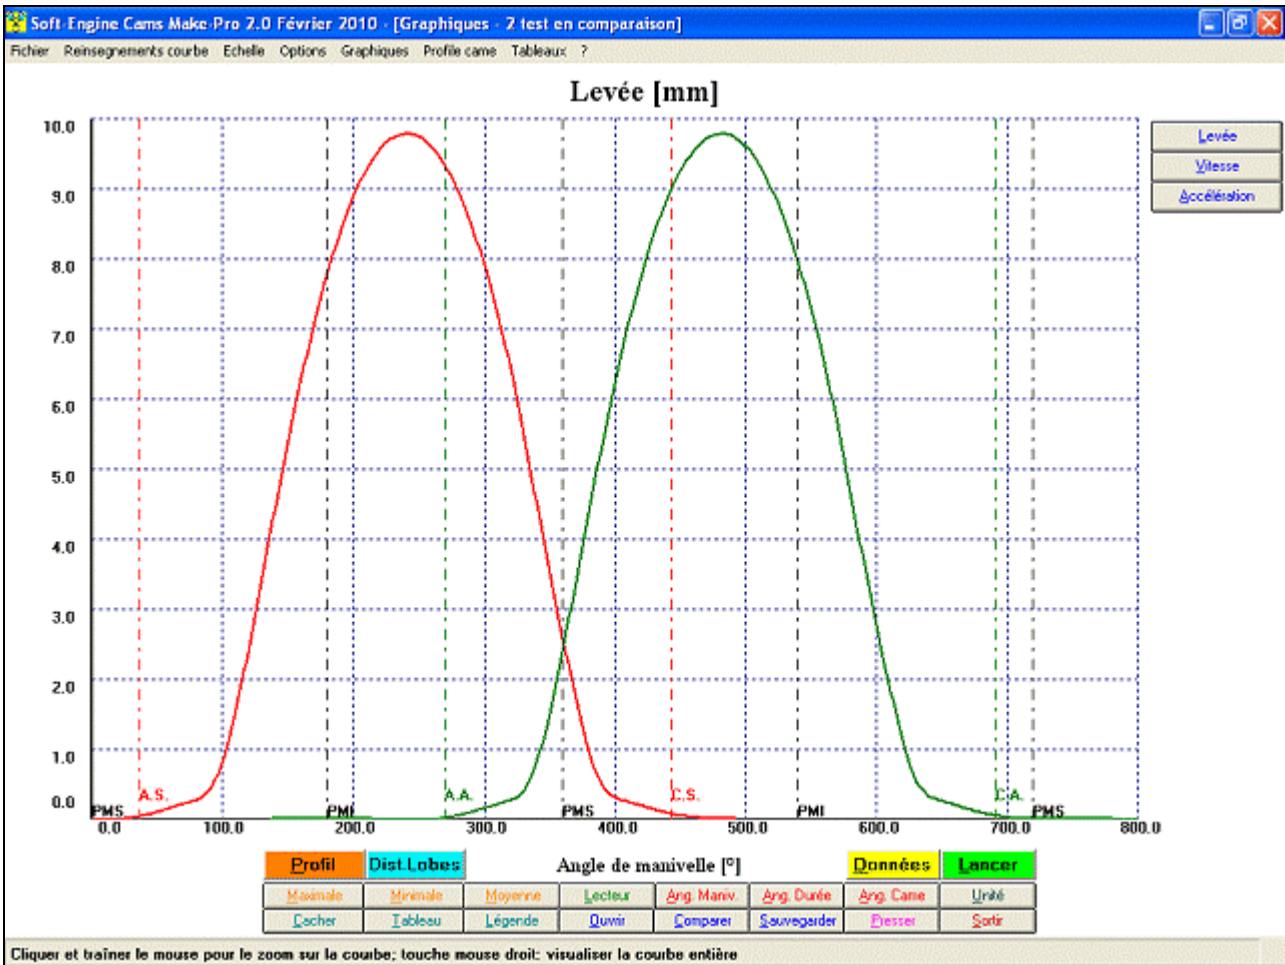 Soft-Engine Cams Make-Pro 2.0 Février 2010 - [Graphiques - 2 test en comparaison]
Fichier Reinsegnements courbe Echelle Options Graphiques Profile came Tableaux ?
Levée [mm]
Levée
Vitesse
Accélération
10.0
9.0
8.0
7.0
6.0
5.0
4.0
3.0
2.0
1.0
0.0
A.S. A.A. C.S. C.A.
PMS PMI PMS PMI PMS
0.0 100.0 200.0 300.0 400.0 500.0 600.0 700.0 800.0
Profil Dist.Lobes Angle de manivelle [°] Données Lancer
Maximale Minimale Moyenne Lecteur Ang. Maniv. Ang. Durée Ang. Came Unité
Cacher Tableau Légende Ouvrir Comparer Sauvegarder Presser Sortir
Cliquer et traîner le mouse pour le zoom sur la courbe; touche mouse droit: visualiser la courbe entière